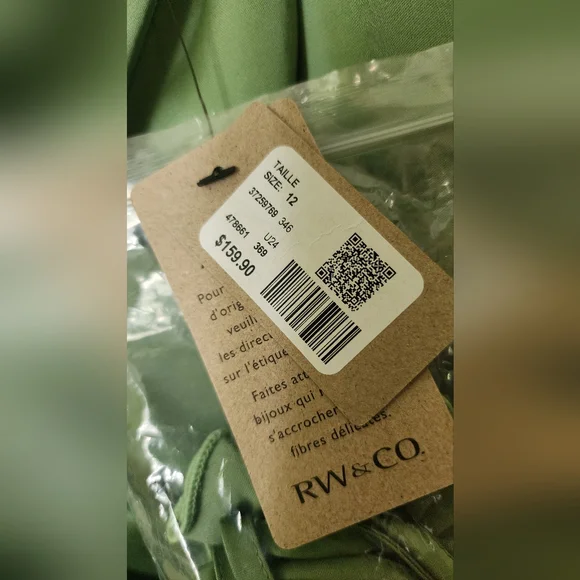 TAILLE
SIZE: 12
37259769 346
U24
478661 369
$159.90
Pour
d'orig
veuil
les direc
sur l'étique
Faites att
bijoux qui
s'accrocher
fibres délicates.
RW&CO.